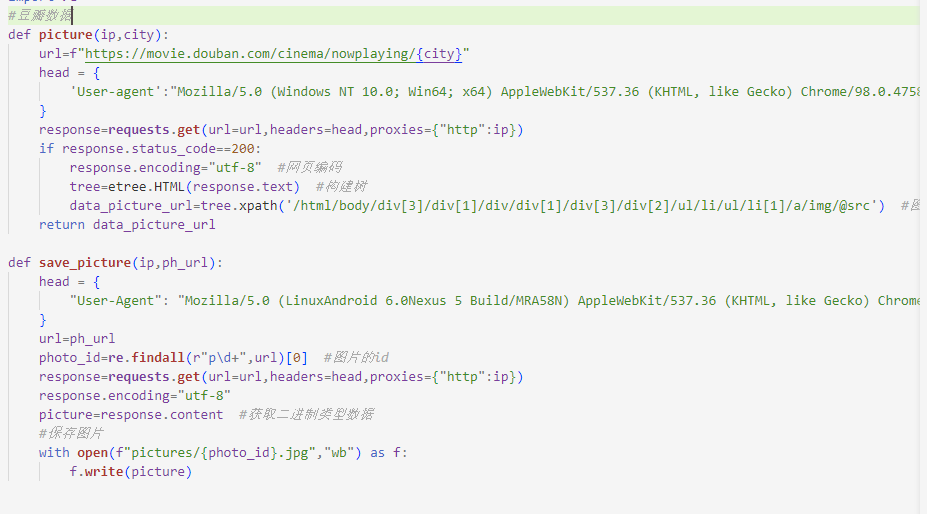 #豆瓣数据
def picture(ip,city):
    url=f"https://movie.douban.com/cinema/nowplaying/{city}"
    head = {
        'User-agent':"Mozilla/5.0 (Windows NT 10.0; Win64; x64) AppleWebKit/537.36 (KHTML, like Gecko) Chrome/98.0.4758
    }
    response=requests.get(url=url,headers=head,proxies={"http":ip})
    if response.status_code==200:
        response.encoding="utf-8"  #网页编码
        tree=etree.HTML(response.text)  #构建树
        data_picture_url=tree.xpath('/html/body/div[3]/div[1]/div/div[1]/div[3]/div[2]/ul/li/ul/li[1]/a/img/@src')  #图
    return data_picture_url
def save_picture(ip,ph_url):
    head = {
        "User-Agent": "Mozilla/5.0 (LinuxAndroid 6.0Nexus 5 Build/MRA58N) AppleWebKit/537.36 (KHTML, like Gecko) Chrome
    }
    url=ph_url
    photo_id=re.findall(r"p\d+",url)[0]  #图片的id
    response=requests.get(url=url,headers=head,proxies={"http":ip})
    response.encoding="utf-8"
    picture=response.content  #获取二进制类型数据
    #保存图片
    with open(f"pictures/{photo_id}.jpg","wb") as f:
        f.write(picture)